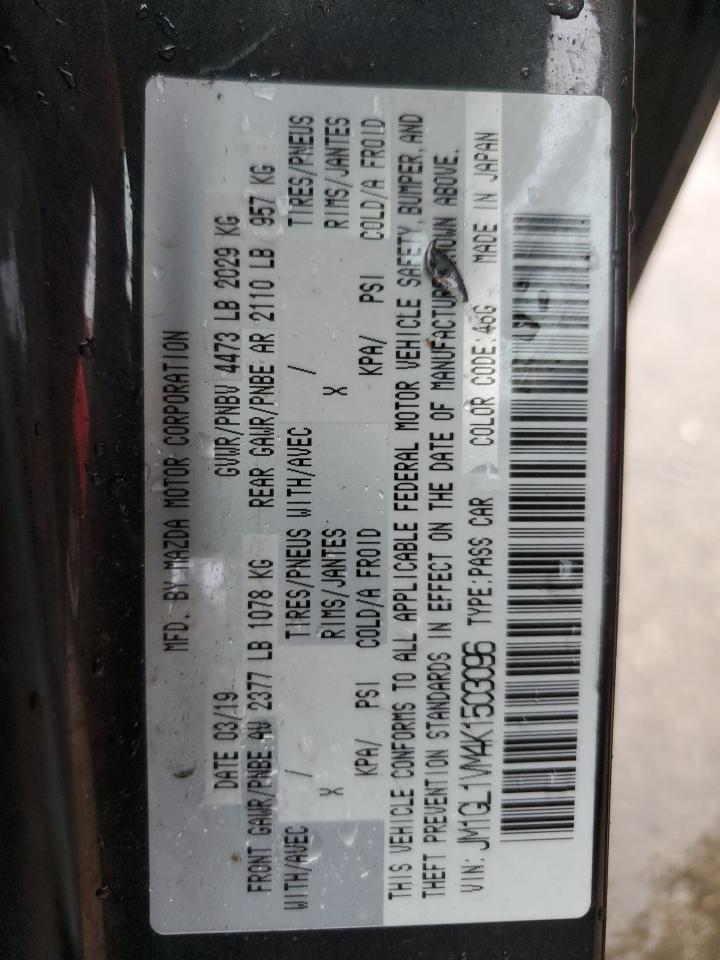 MFD. BY MAZDA MOTOR CORPORATION
DATE 03/19 GVWR/PNBV 4473 LB 2029 KG
FRONT GAWR/PNBE AV 2377 LB 1078 KG REAR GAWR/PNBE AR 2110 LB 957 KG
WITH/AVEC / TIRES/PNEUS WITH/AVEC / TIRES/PNEUS
X RIMS/JANTES X RIMS/JANTES
KPA/ PSI COLD/A FROID KPA/ PSI COLD/A FROID
THIS VEHICLE CONFORMS TO ALL APPLICABLE FEDERAL MOTOR VEHICLE SAFETY, BUMPER, AND
THEFT PREVENTION STANDARDS IN EFFECT ON THE DATE OF MANUFACTURE ABOVE.
VIN: JM1GL1VM4K1503096 TYPE:PASS CAR COLOR CODE:46G MADE IN JAPAN